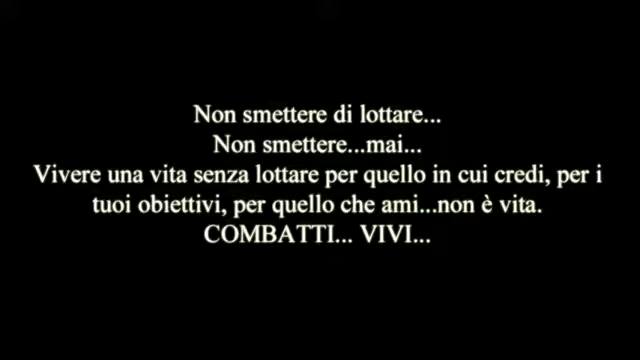 Non smettere di lottare...
Non smettere...mai...
Vivere una vita senza lottare per quello in cui credi, per i
tuoi obiettivi, per quello che ami...non è vita.
COMBATTI... VIVI...